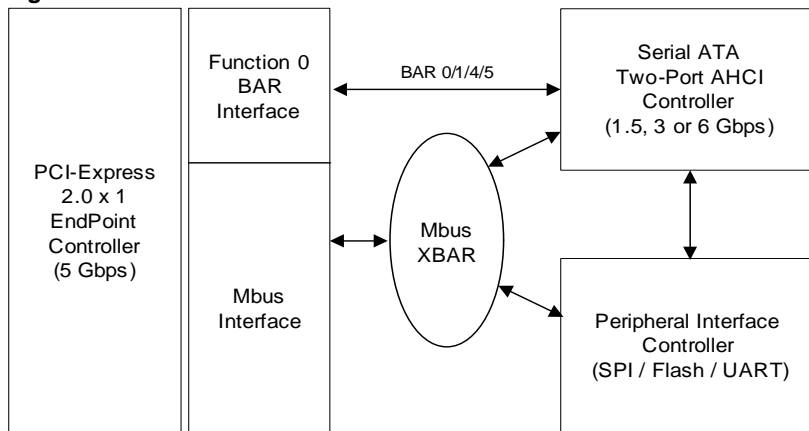 PCI-Express
2.0 x 1
EndPoint
Controller
(5 Gbps)
Function 0
BAR
Interface
Mbus
Interface
BAR 0/1/4/5
Mbus
XBAR
Serial ATA
Two-Port AHCI
Controller
(1.5, 3 or 6 Gbps)
Peripheral Interface
Controller
(SPI / Flash / UART)